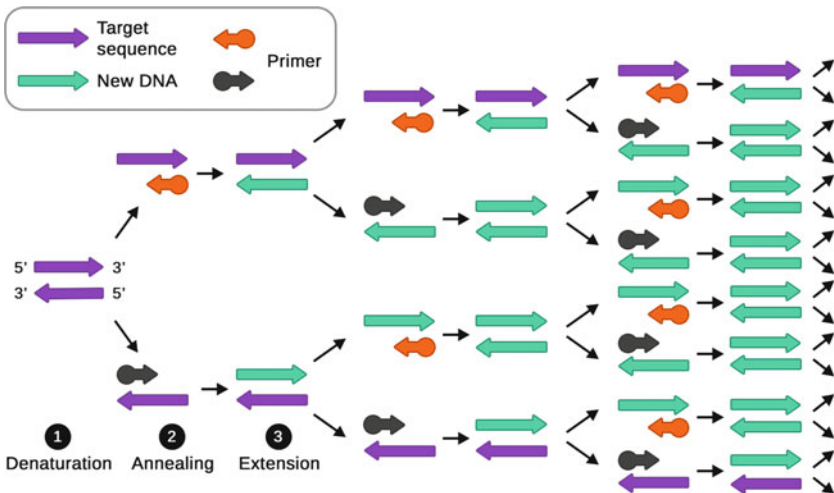 Target
sequence
New DNA
Primer
5’ 3’
3’ 5’
1 2 3
Denaturation Annealing Extension